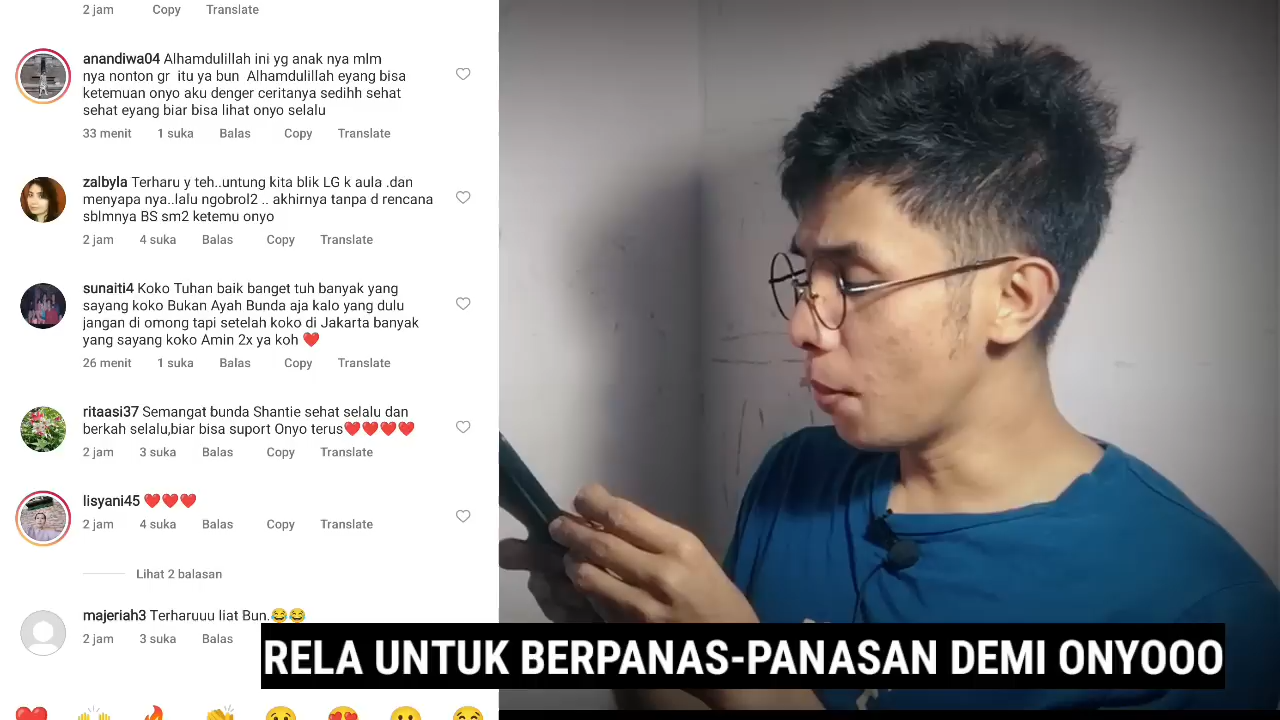 2 jam Copy Translate
anandiwa04 Alhamdulillah ini yg anak nya mlm
nya nonton gr itu ya bun Alhamdulillah eyang bisa
ketemuan onyo aku denger ceritanya sedihh sehat
sehat eyang biar bisa lihat onyo selalu
33 menit 1 suka Balas Copy Translate
zalbyla Terharu y teh..untung kita blik LG k aula .dan
menyapa nya..lalu ngobrol2 .. akhirnya tanpa d rencana
sblmnya BS sm2 ketemu onyo
2 jam 4 suka Balas Copy Translate
sunaiti4 Koko Tuhan baik banget tuh banyak yang
sayang koko Bukan Ayah Bunda aja kalo yang dulu
jangan di omong tapi setelah koko di Jakarta banyak
yang sayang koko Amin 2x ya koh ❤️
26 menit 1 suka Balas Copy Translate
ritaasi37 Semangat bunda Shantie sehat selalu dan
berkah selalu,biar bisa suport Onyo terus❤️❤️❤️❤️
2 jam 3 suka Balas Copy Translate
lisyani45 ❤️❤️❤️
2 jam 4 suka Balas Copy Translate
Lihat 2 balasan
majeriah3 Terharuuu liat Bun.😂😂
2 jam 3 suka Balas
RELA UNTUK BERPANAS-PANASAN DEMI ONYOOO